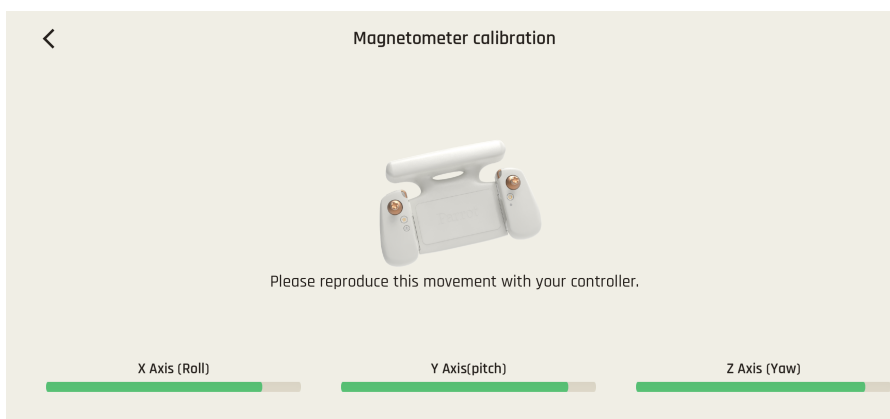 Magnetometer calibration
Please reproduce this movement with your controller.
X Axis (Roll)
Y Axis(pitch)
Z Axis (Yaw)